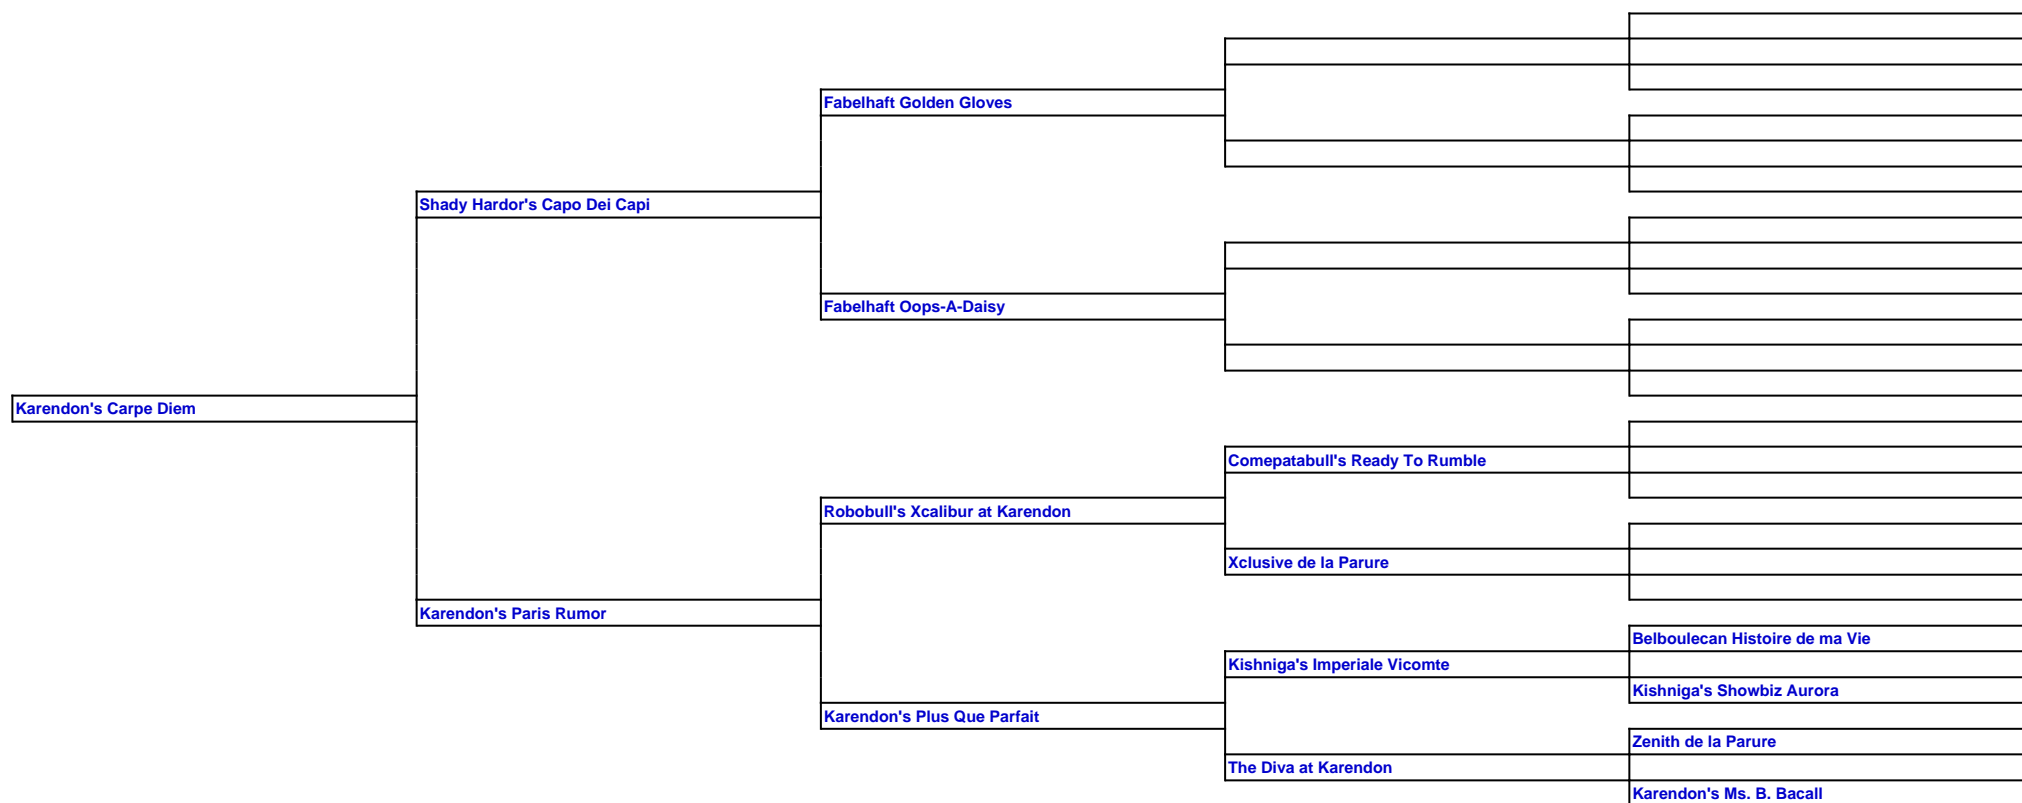 Fabelhaft Golden Gloves
Shady Hardor's Capo Dei Capi
Fabelhaft Oops-A-Daisy
Karendon's Carpe Diem
Comepatabull's Ready To Rumble
Robobull's Xcalibur at Karendon
Xclusive de la Parure
Karendon's Paris Rumor
Belboulecan Histoire de ma Vie
Kishniga's Imperiale Vicomte
Kishniga's Showbiz Aurora
Karendon's Plus Que Parfait
Zenith de la Parure
The Diva at Karendon
Karendon's Ms. B. Bacall